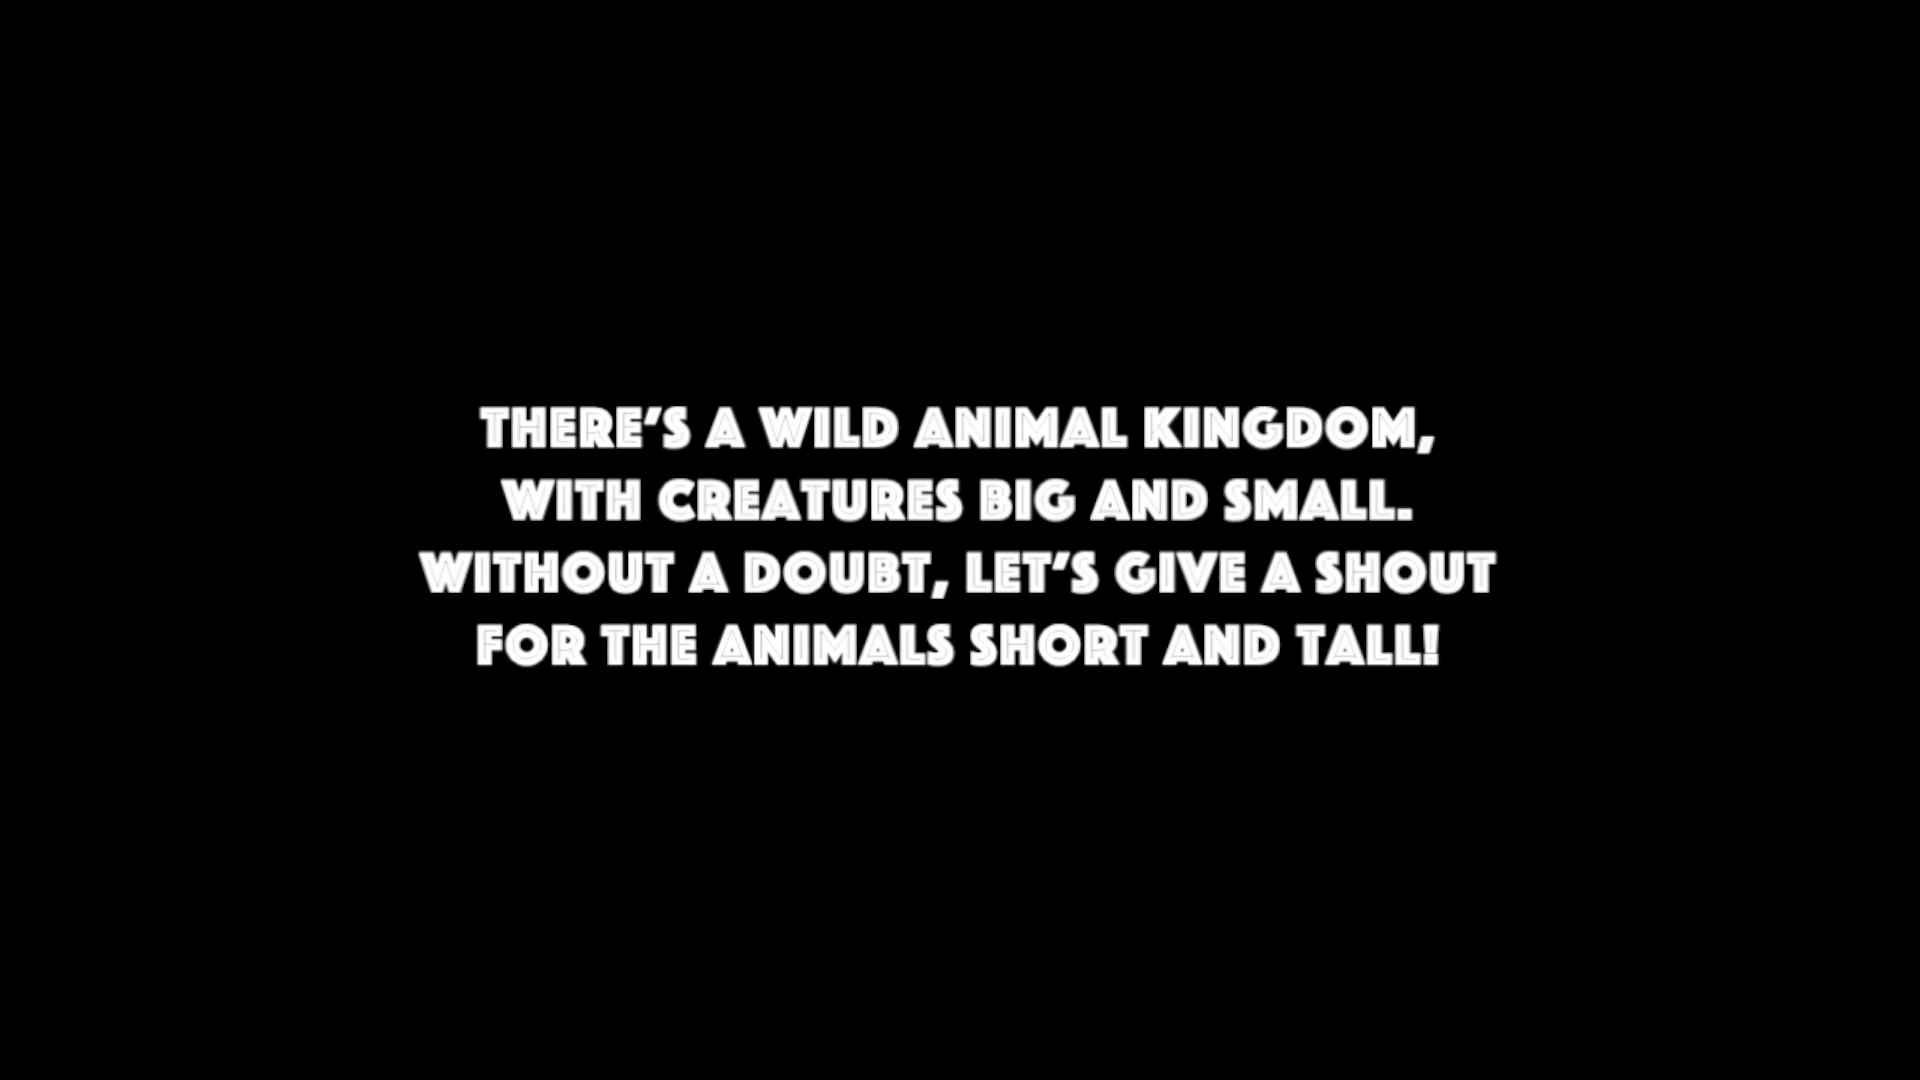 THERE'S A WILD ANIMAL KINGDOM,
WITH CREATURES BIG AND SMALL.
WITHOUT A DOUBT, LET'S GIVE A SHOUT
FOR THE ANIMALS SHORT AND TALL!